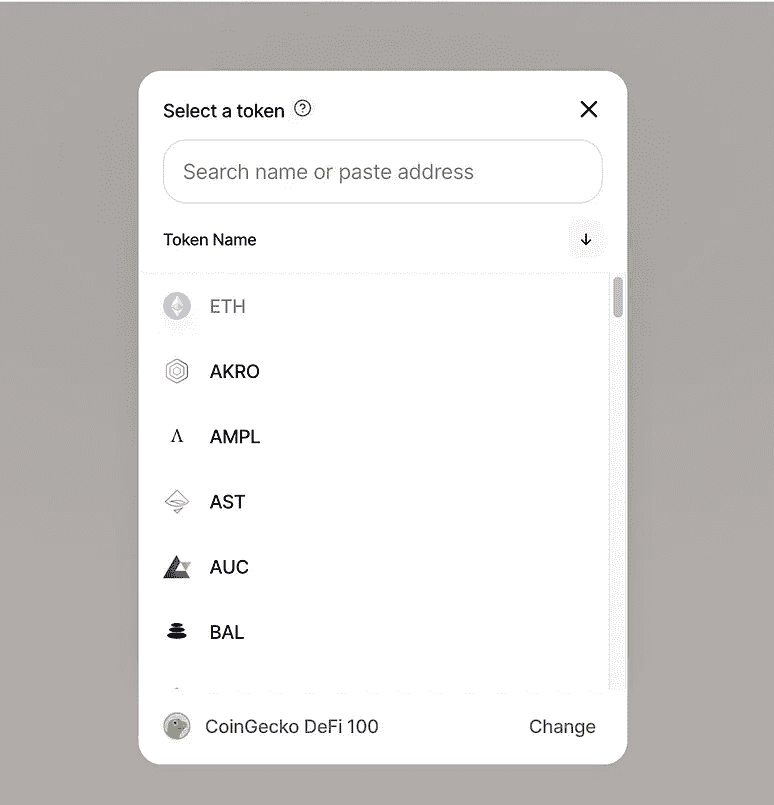 Select a token ?
Search name or paste address
Token Name
ETH
AKRO
AMPL
AST
AUC
BAL
CoinGecko DeFi 100 Change